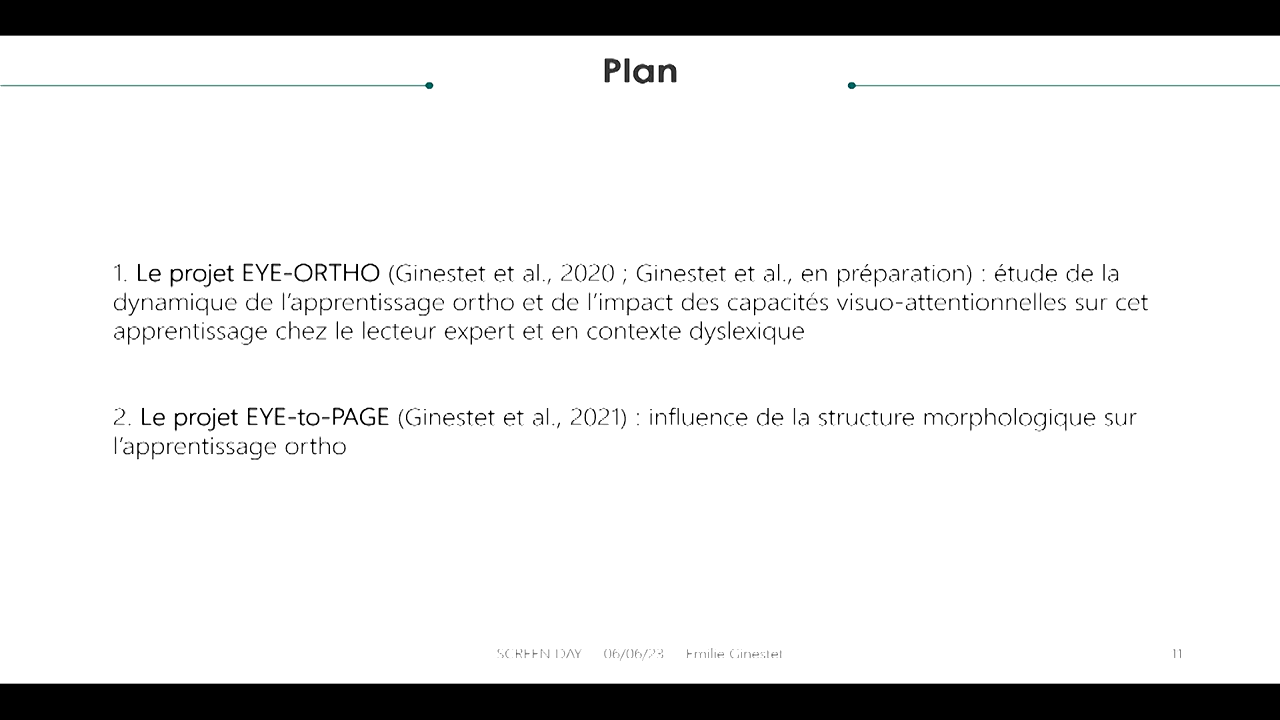 Plan
1. Le projet EYE-ORTHO (Ginestet et al., 2020 ; Ginestet et al., en préparation) : étude de la
dynamique de l'apprentissage ortho et de l'impact des capacités visuo-attentionnelles sur cet
apprentissage chez le lecteur expert et en contexte dyslexique
2. Le projet EYE-to-PAGE (Ginestet et al., 2021) : influence de la structure morphologique sur
l'apprentissage ortho
SCREEN DAY 06/06/23 Emilie Ginestet 11